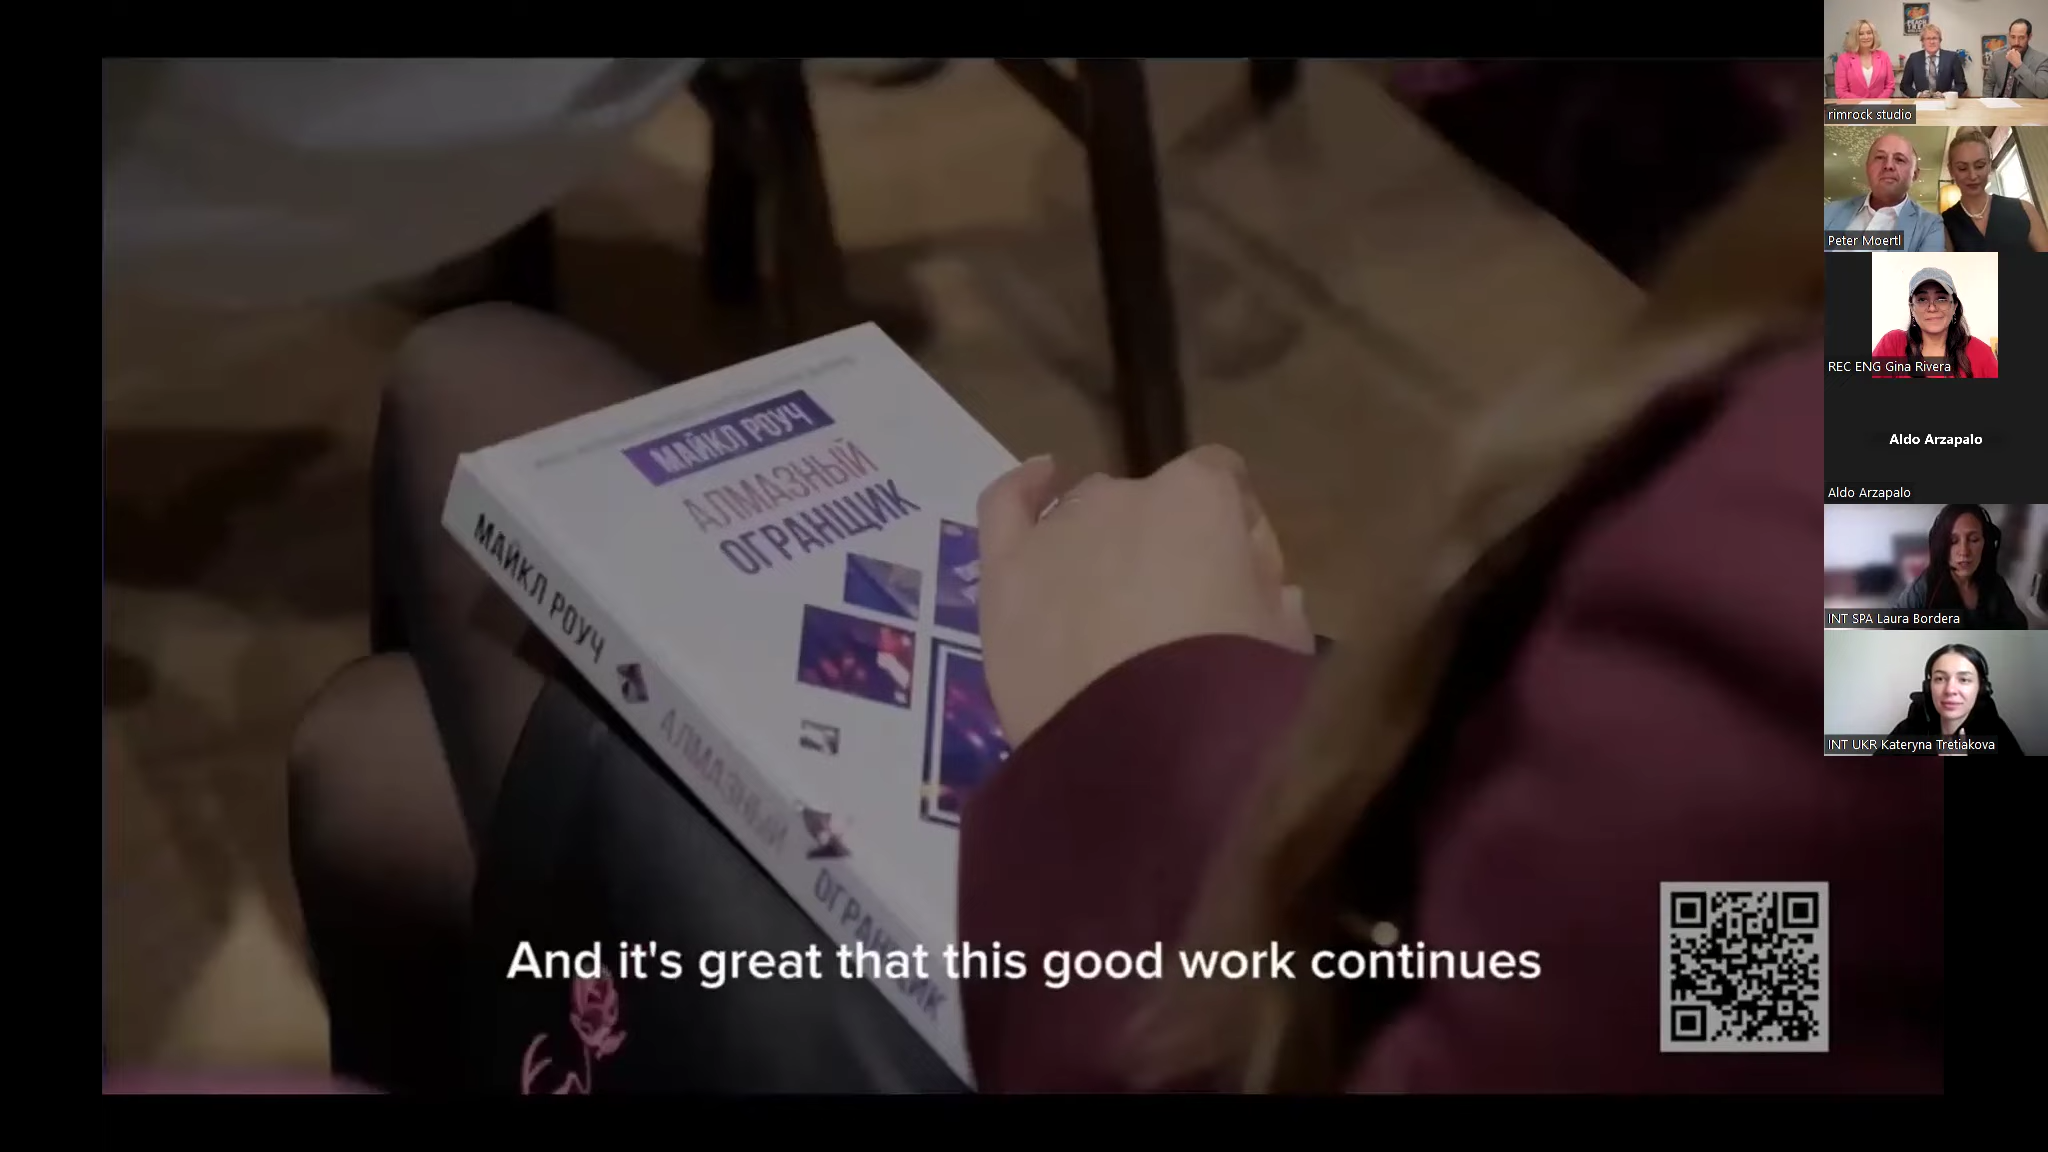 МАЙКЛ РОУЧ
АЛМАЗНЫЙ
ОГРАНЩИК
МАЙКЛ РОУЧ
АЛМАЗНЫЙ
ОГРАНЩИК
And it's great that this good work continues
rimrock studio
Peter Moertl
REC ENG Gina Rivera
Aldo Arzapalo
Aldo Arzapalo
INT SPA Laura Bordera
INT UKR Kateryna Tretiakova